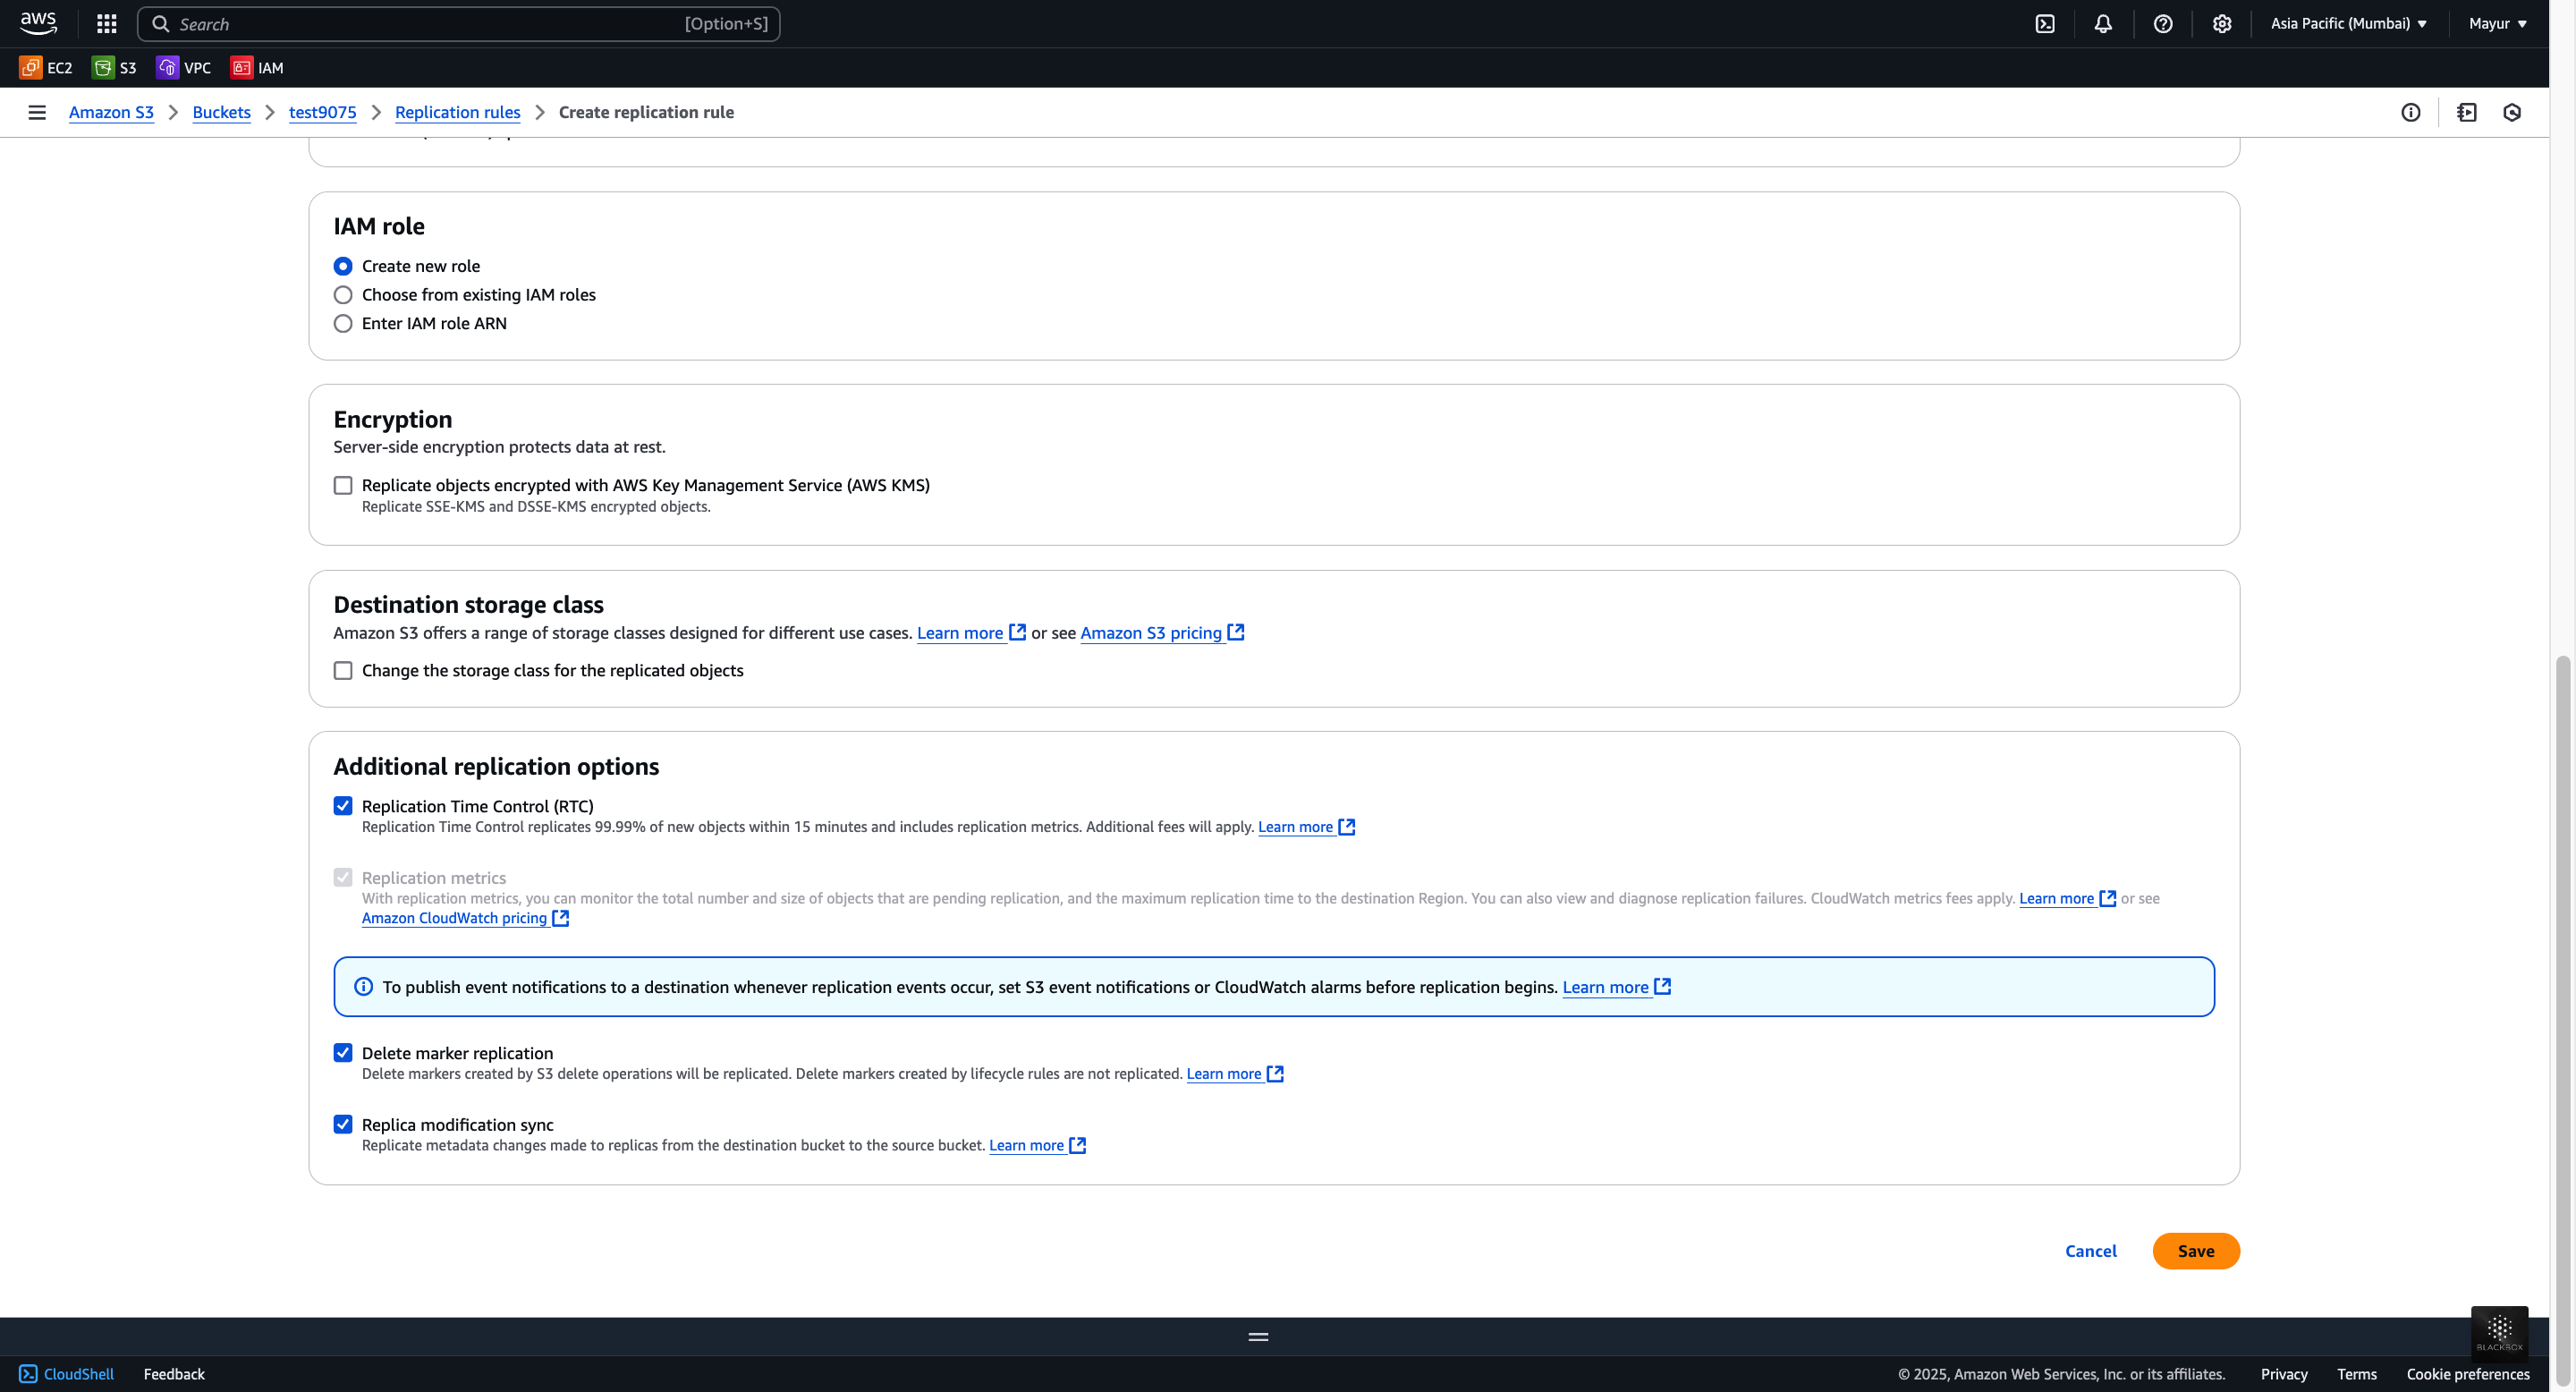 aws
Search [Option+S]
Asia Pacific (Mumbai)
Mayur
EC2 S3 VPC IAM
Amazon S3 Buckets test9075 Replication rules Create replication rule
IAM role
Create new role
Choose from existing IAM roles
Enter IAM role ARN
Encryption
Server-side encryption protects data at rest.
Replicate objects encrypted with AWS Key Management Service (AWS KMS)
Replicate SSE-KMS and DSSE-KMS encrypted objects.
Destination storage class
Amazon S3 offers a range of storage classes designed for different use cases. Learn more or see Amazon S3 pricing
Change the storage class for the replicated objects
Additional replication options
Replication Time Control (RTC)
Replication Time Control replicates 99.99% of new objects within 15 minutes and includes replication metrics. Additional fees will apply. Learn more
Replication metrics
With replication metrics, you can monitor the total number and size of objects that are pending replication, and the maximum replication time to the destination Region. You can also view and diagnose replication failures. CloudWatch metrics fees apply. Learn more or see
Amazon CloudWatch pricing
To publish event notifications to a destination whenever replication events occur, set S3 event notifications or CloudWatch alarms before replication begins. Learn more
Delete marker replication
Delete markers created by S3 delete operations will be replicated. Delete markers created by lifecycle rules are not replicated. Learn more
Replica modification sync
Replicate metadata changes made to replicas from the destination bucket to the source bucket. Learn more
Cancel Save
BLACKBOX
CloudShell Feedback © 2025, Amazon Web Services, Inc. or its affiliates. Privacy Terms Cookie preferences